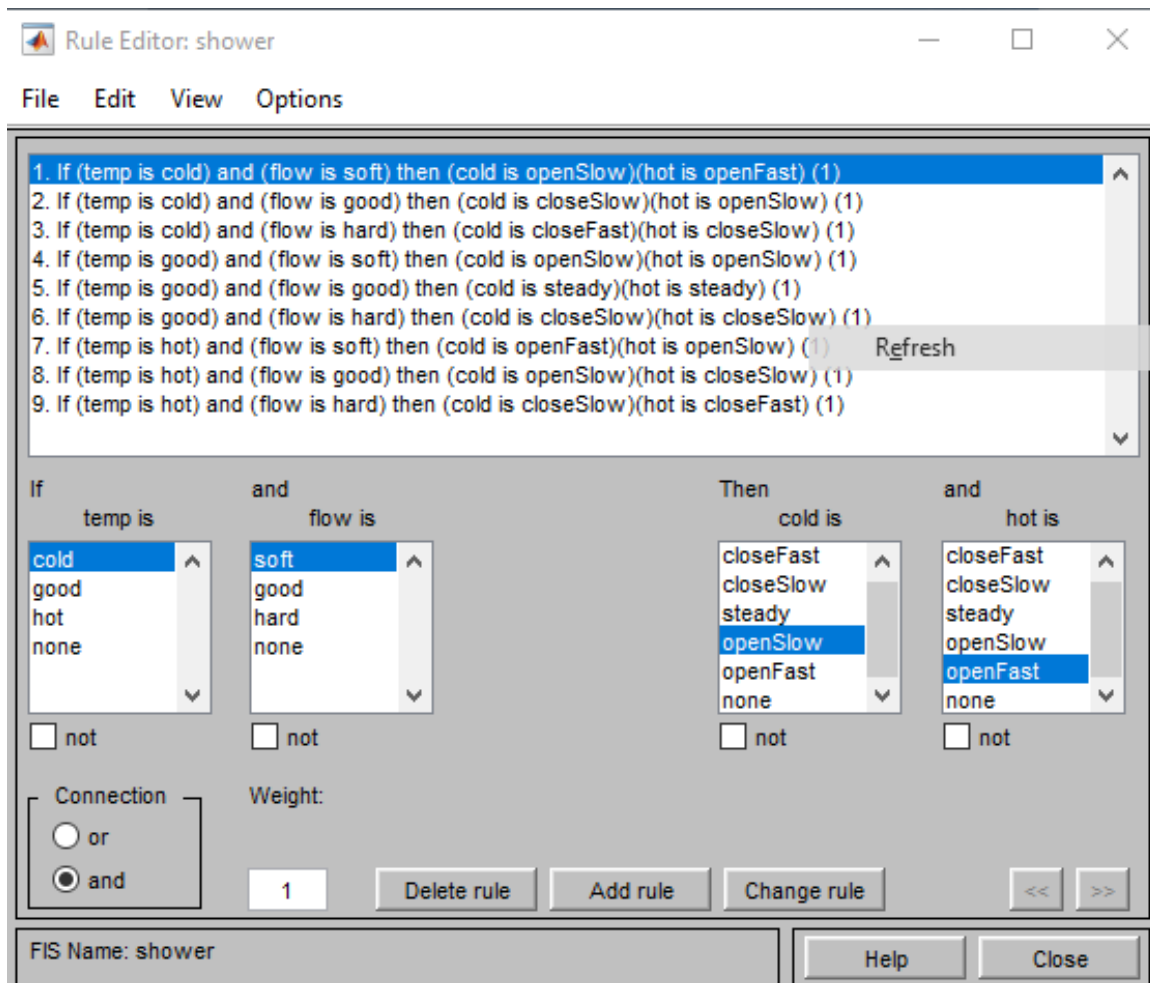 Rule Editor: shower
File Edit View Options
1. If (temp is cold) and (flow is soft) then (cold is openSlow)(hot is openFast) (1)
2. If (temp is cold) and (flow is good) then (cold is closeSlow)(hot is openSlow) (1)
3. If (temp is cold) and (flow is hard) then (cold is closeFast)(hot is closeSlow) (1)
4. If (temp is good) and (flow is soft) then (cold is openSlow)(hot is openSlow) (1)
5. If (temp is good) and (flow is good) then (cold is steady)(hot is steady) (1)
6. If (temp is good) and (flow is hard) then (cold is closeSlow)(hot is closeSlow) (1)
7. If (temp is hot) and (flow is soft) then (cold is openFast)(hot is openSlow) (1) Refresh
8. If (temp is hot) and (flow is good) then (cold is openSlow)(hot is closeSlow) (1)
9. If (temp is hot) and (flow is hard) then (cold is closeSlow)(hot is closeFast) (1)
If and Then and
temp is flow is cold is hot is
cold soft closeFast closeFast
good good closeSlow closeSlow
hot hard steady steady
none none openSlow openSlow
openFast openFast
none none
not not not not
Connection Weight:
or
and 1 Delete rule Add rule Change rule << >>
FIS Name: shower Help Close